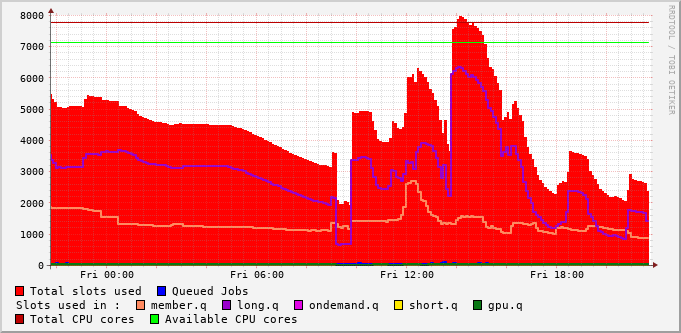 8000
7000
6000
5000
4000
3000
2000
1000
0
Fri 00:00 Fri 06:00 Fri 12:00 Fri 18:00
Total slots used Queued Jobs
Slots used in : member.q long.q ondemand.q short.q gpu.q
Total CPU cores Available CPU cores
RRDTOOL / TOBI OETIKER